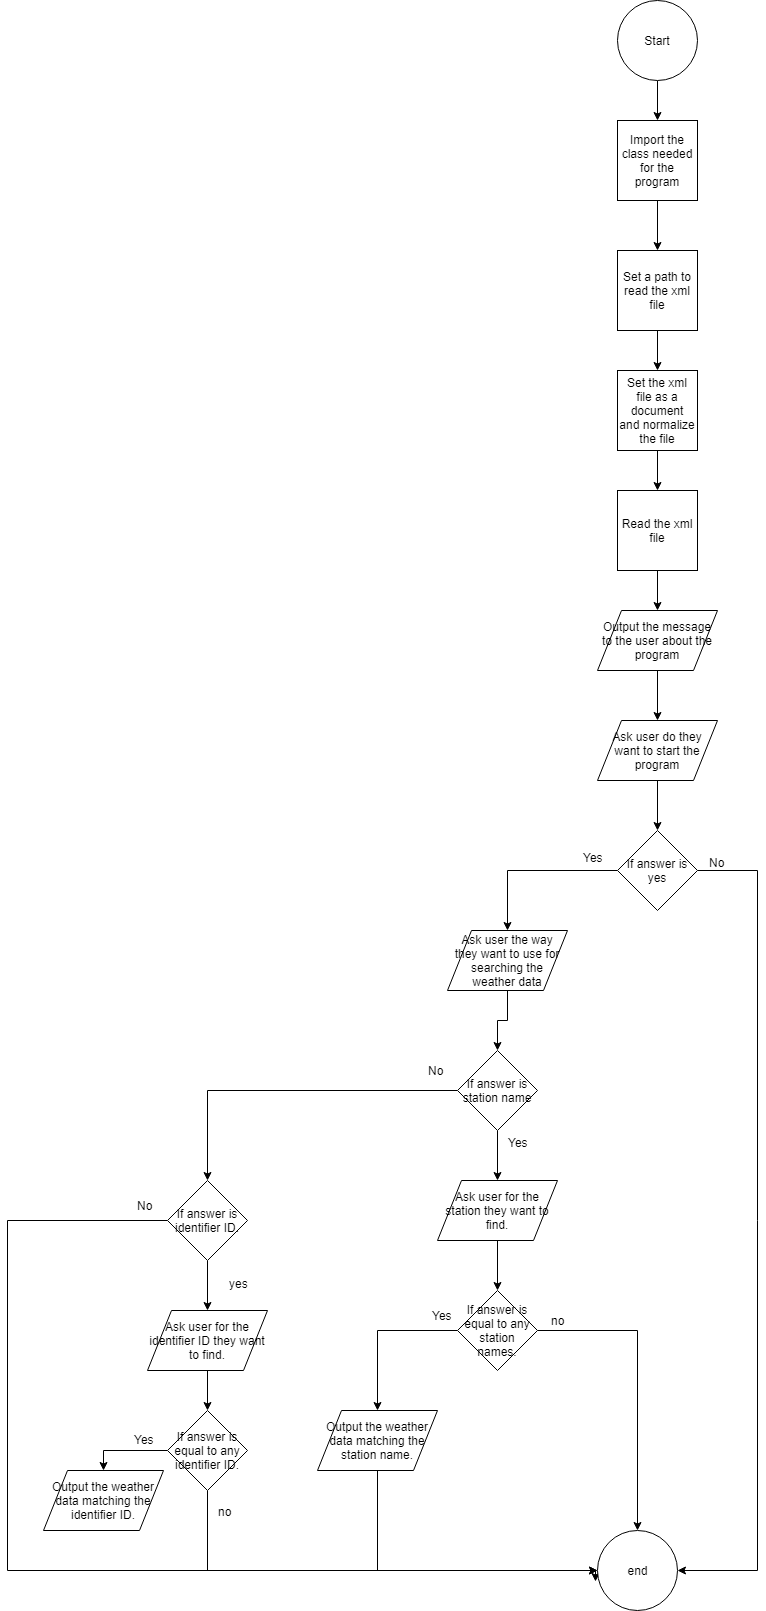 Start
Import the
class needed
for the
program
Set a path to
read the xml
file
Set the xml
file as a
document
and normalize
the file
Read the xml
file
Output the message
to the user about the
program
Ask user do they
want to start the
program
If answer is
yes
Yes
No
Ask user the way
they want to use for
searching the
weather data
If answer is
station name
No
Yes
If answer is
identifier ID.
No
yes
Ask user for the
station they want to
find.
Ask user for the
identifier ID they want
to find.
If answer is
equal to any
station
names.
Yes
no
If answer is
equal to any
identifier ID.
Yes
no
Output the weather
data matching the
station name.
Output the weather
data matching the
identifier ID.
end